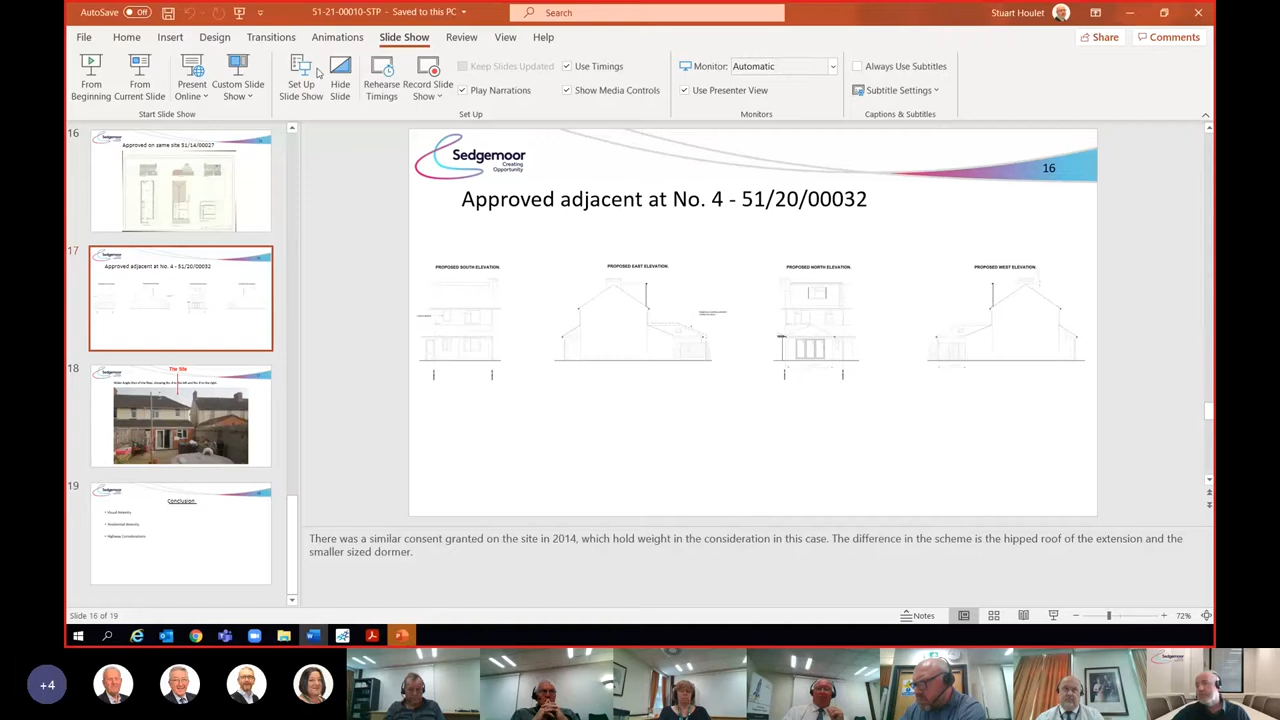 AutoSave Off 51-21-00010-STP - Saved to this PC Search Stuart Houlet
File Home Insert Design Transitions Animations Slide Show Review View Help Share Comments
Keep Slides Updated Use Timings Monitor: Automatic Always Use Subtitles
From Beginning From Current Slide Present Online Custom Slide Show Set Up Slide Show Hide Slide Rehearse Timings Record Slide Show Play Narrations Show Media Controls Use Presenter View Subtitle Settings
Start Slide Show Set Up Monitors Captions & Subtitles
16
Approved on same site 51/14/00027
17
Approved adjacent at No. 4 - 51/20/00032
18
The Site
19
Conclusion
Visual Amenity
Residential Amenity
Highway Considerations
Sedgemoor
Creating
Opportunity
16
Approved adjacent at No. 4 - 51/20/00032
PROPOSED SOUTH ELEVATION. PROPOSED EAST ELEVATION. PROPOSED NORTH ELEVATION. PROPOSED WEST ELEVATION.
There was a similar consent granted on the site in 2014, which hold weight in the consideration in this case. The difference in the scheme is the hipped roof of the extension and the
smaller sized dormer.
Slide 16 of 19 Notes 72%
+4
Sedgemoor